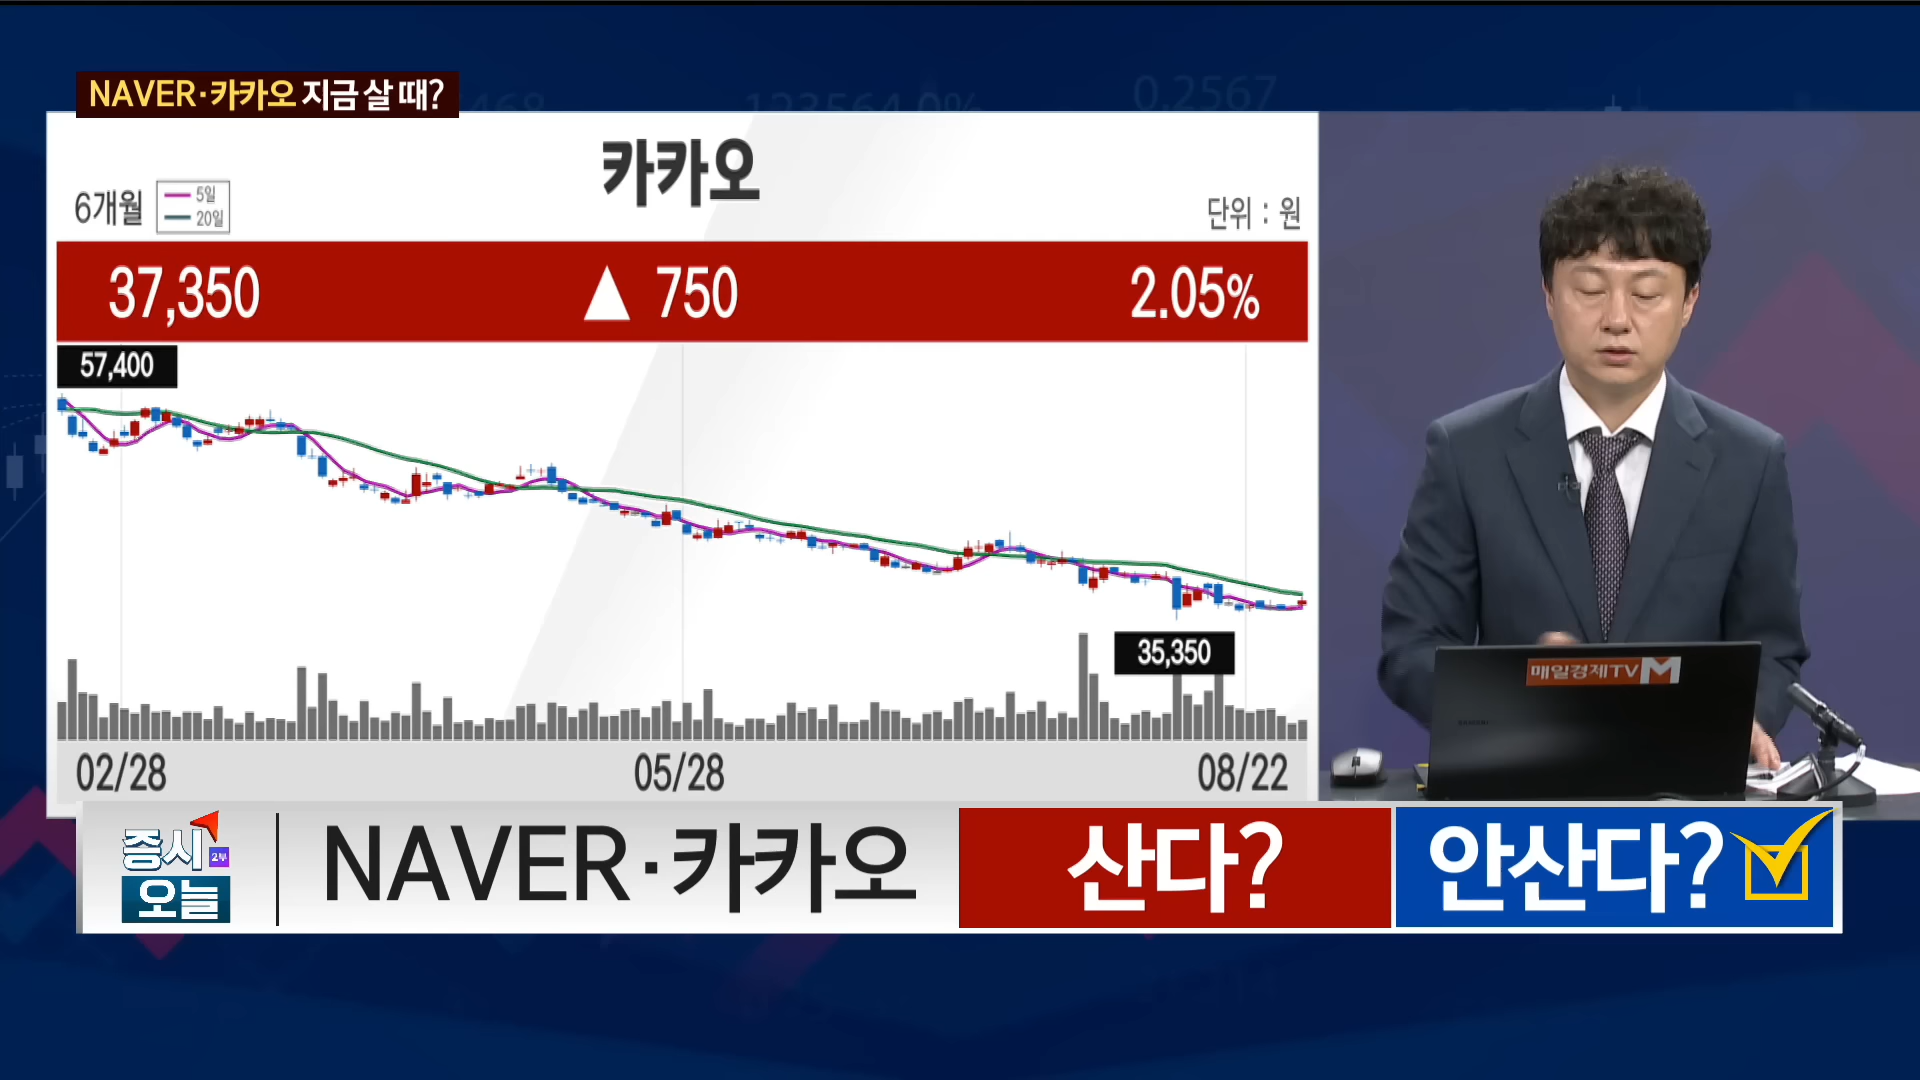 NAVER·카카오 지금 살 때?
카카오
6개월
5일
20일
단위 : 원
37,350 ▲ 750 2.05%
57,400
35,350
02/28 05/28 08/22
매일경제TV M
증시 2부
오늘
NAVER·카카오 산다? 안산다?